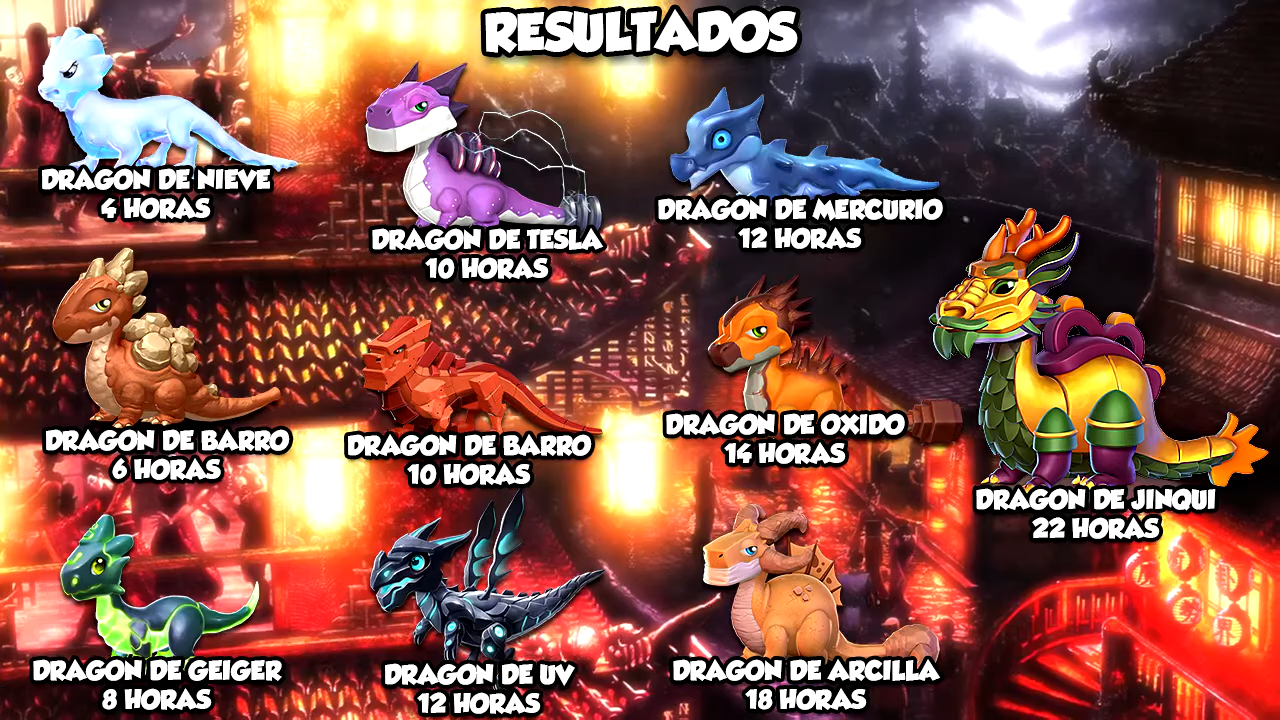 RESULTADOS
DRAGON DE NIEVE
4 HORAS
DRAGON DE TESLA
10 HORAS
DRAGON DE MERCURIO
12 HORAS
DRAGON DE BARRO
6 HORAS
DRAGON DE BARRO
10 HORAS
DRAGON DE OXIDO
14 HORAS
DRAGON DE JINQUI
22 HORAS
DRAGON DE GEIGER
8 HORAS
DRAGON DE UV
12 HORAS
DRAGON DE ARCILLA
18 HORAS